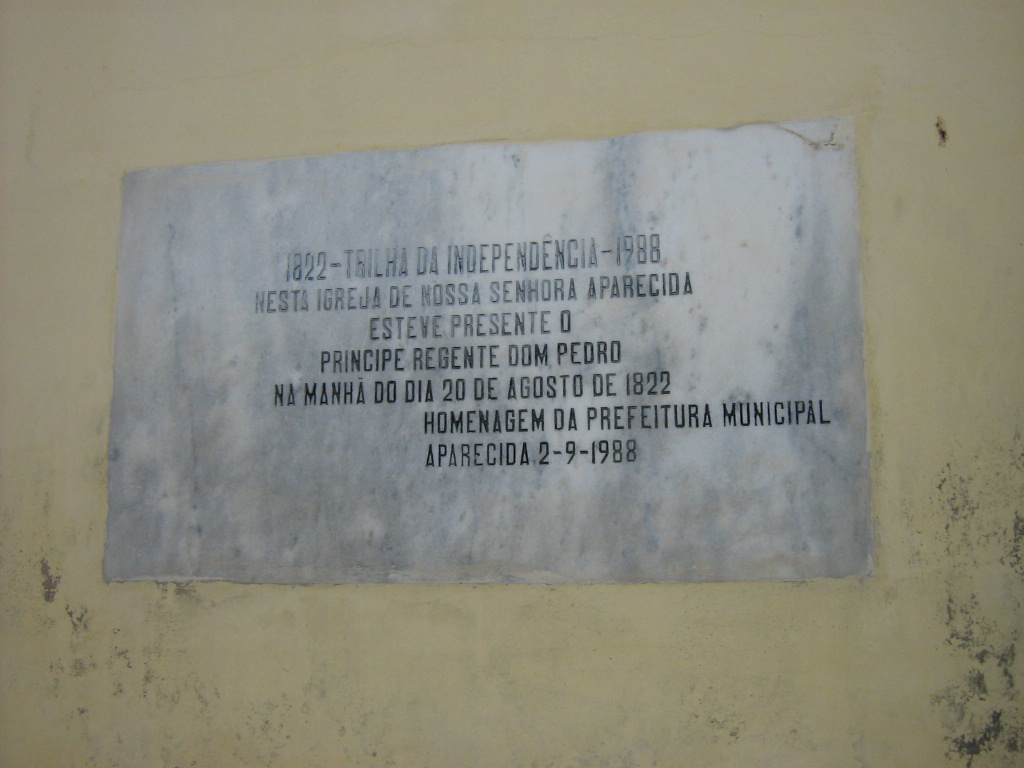 1822-TRILHA DA INDEPENDÊNCIA-1988
NESTA IGREJA DE NOSSA SENHORA APARECIDA
ESTEVE PRESENTE O
PRINCIPE REGENTE DOM PEDRO
NA MANHÃ DO DIA 20 DE AGOSTO DE 1822
HOMENAGEM DA PREFEITURA MUNICIPAL
APARECIDA 2-9-1988